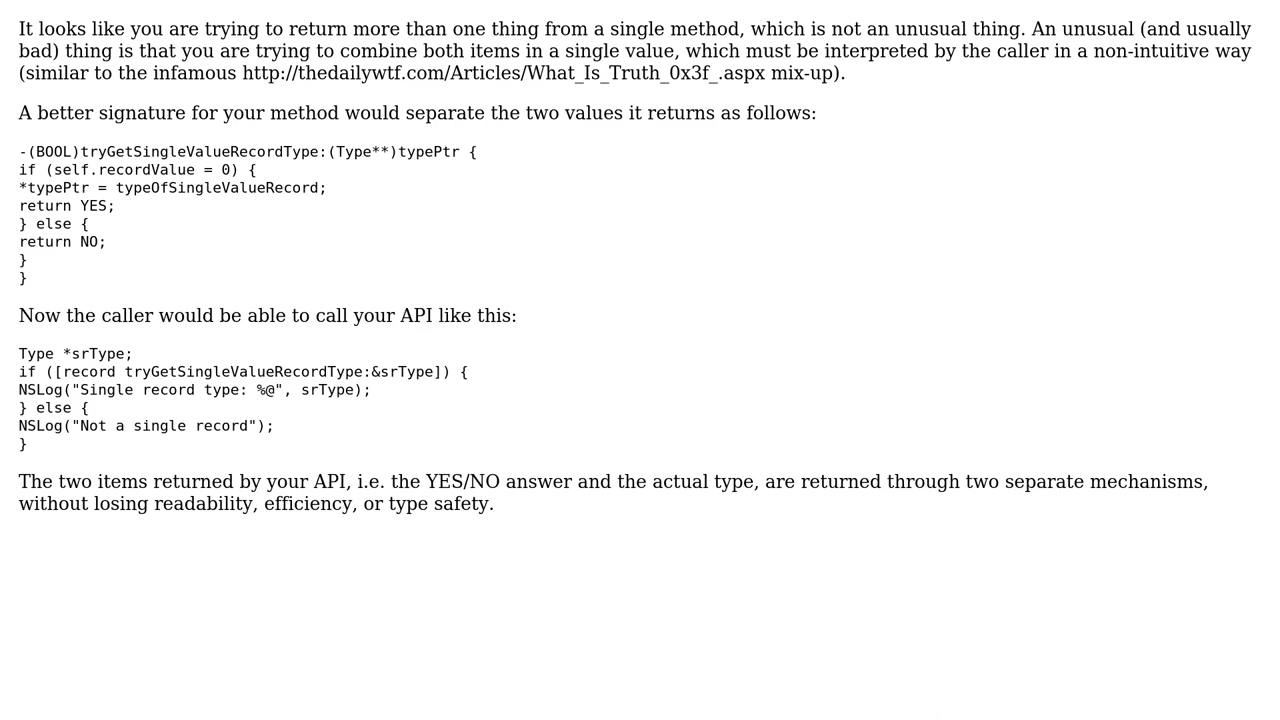 It looks like you are trying to return more than one thing from a single method, which is not an unusual thing. An unusual (and usually
bad) thing is that you are trying to combine both items in a single value, which must be interpreted by the caller in a non-intuitive way
(similar to the infamous http://thedailywtf.com/Articles/What_Is_Truth_0x3f_.aspx mix-up).
A better signature for your method would separate the two values it returns as follows:
-(BOOL)tryGetSingleValueRecordType:(Type**)typePtr {
if (self.recordValue = 0) {
*typePtr = typeOfSingleValueRecord;
return YES;
} else {
return NO;
}
}
Now the caller would be able to call your API like this:
Type *srType;
if ([record tryGetSingleValueRecordType:&srType]) {
NSLog("Single record type: %@", srType);
} else {
NSLog("Not a single record");
}
The two items returned by your API, i.e. the YES/NO answer and the actual type, are returned through two separate mechanisms,
without losing readability, efficiency, or type safety.